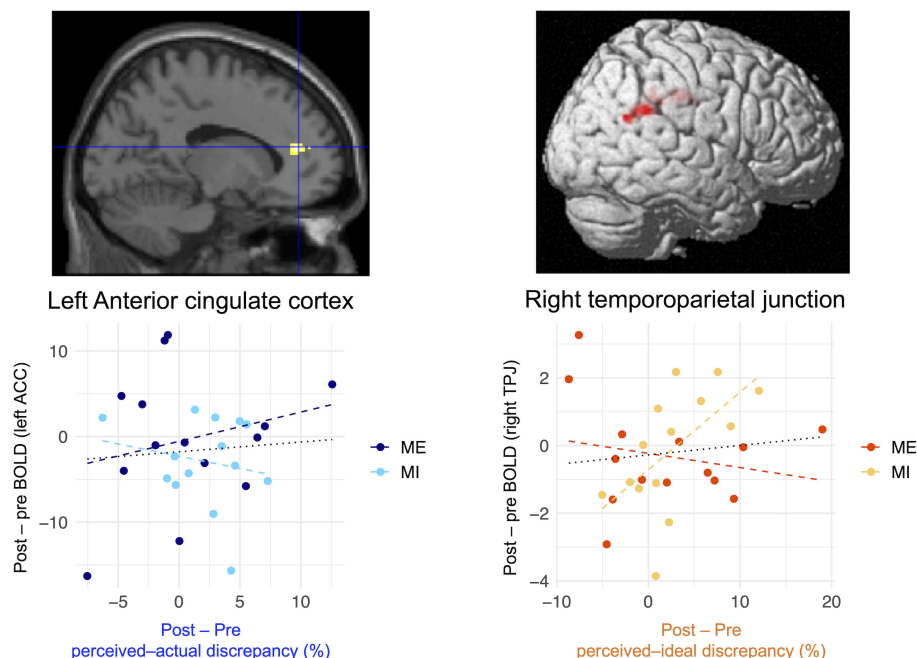 Left Anterior cingulate cortex
Right temporoparietal junction
Post – pre BOLD (left ACC)
10
0
−10
−5
0
5
10
Post – Pre
perceived–actual discrepancy (%)
ME
MI
Post – pre BOLD (right TPJ)
2
0
−2
−4
−10
0
10
20
Post – Pre
perceived–ideal discrepancy (%)
ME
MI